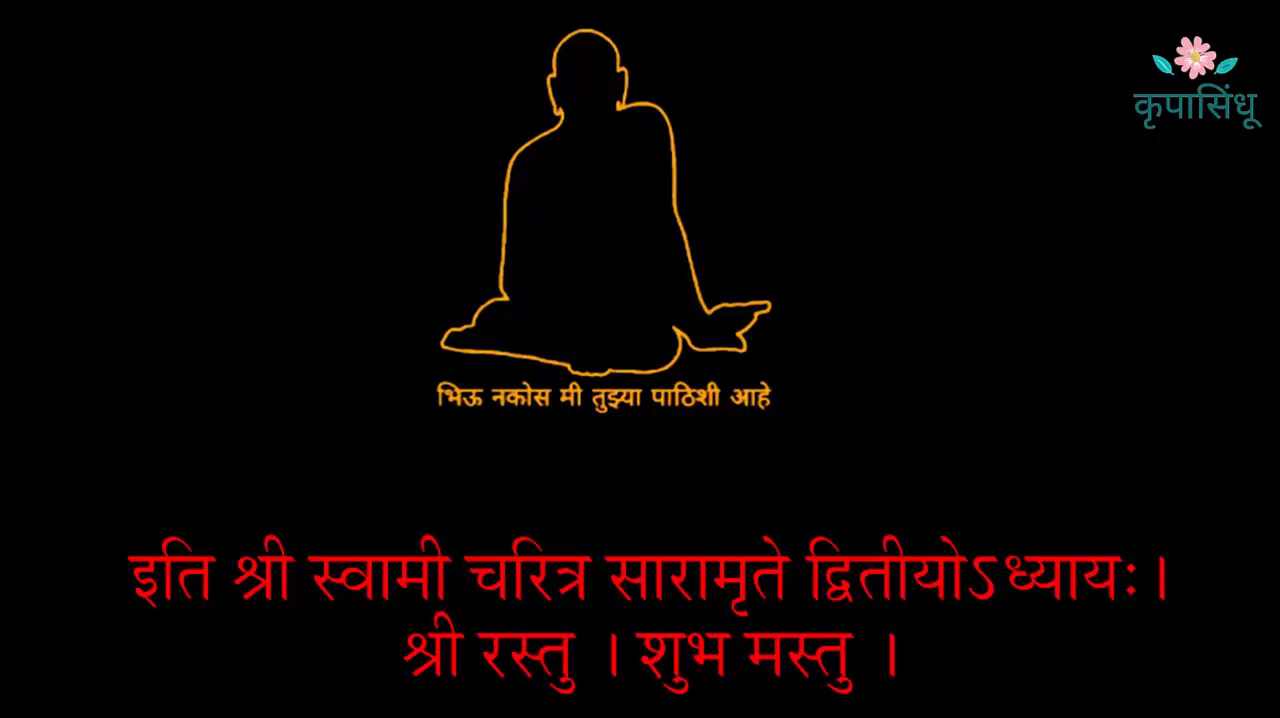 कृपासिंधू
भिऊ नकोस मी तुझ्या पाठिशी आहे
इति श्री स्वामी चरित्र सारामृते द्वितीयोऽध्यायः।
श्री रस्तु । शुभ मस्तु ।